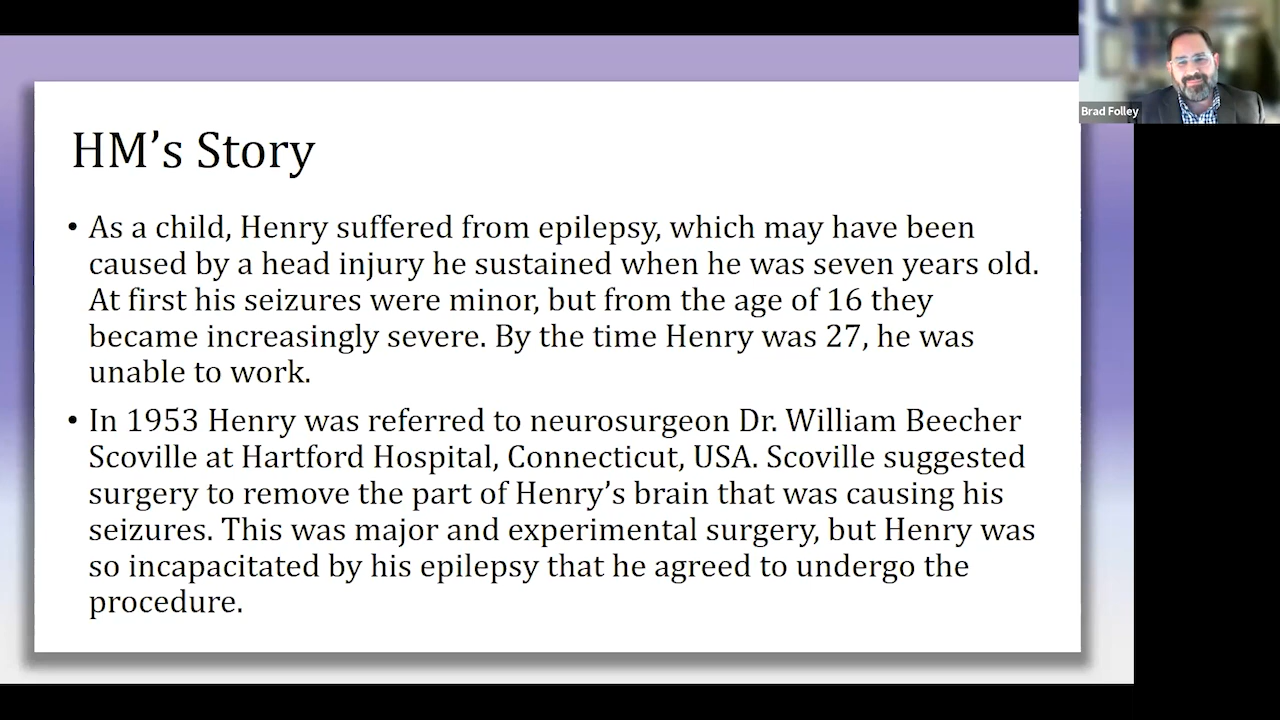 HM’s Story
• As a child, Henry suffered from epilepsy, which may have been
caused by a head injury he sustained when he was seven years old.
At first his seizures were minor, but from the age of 16 they
became increasingly severe. By the time Henry was 27, he was
unable to work.
• In 1953 Henry was referred to neurosurgeon Dr. William Beecher
Scoville at Hartford Hospital, Connecticut, USA. Scoville suggested
surgery to remove the part of Henry’s brain that was causing his
seizures. This was major and experimental surgery, but Henry was
so incapacitated by his epilepsy that he agreed to undergo the
procedure.
Brad Folley